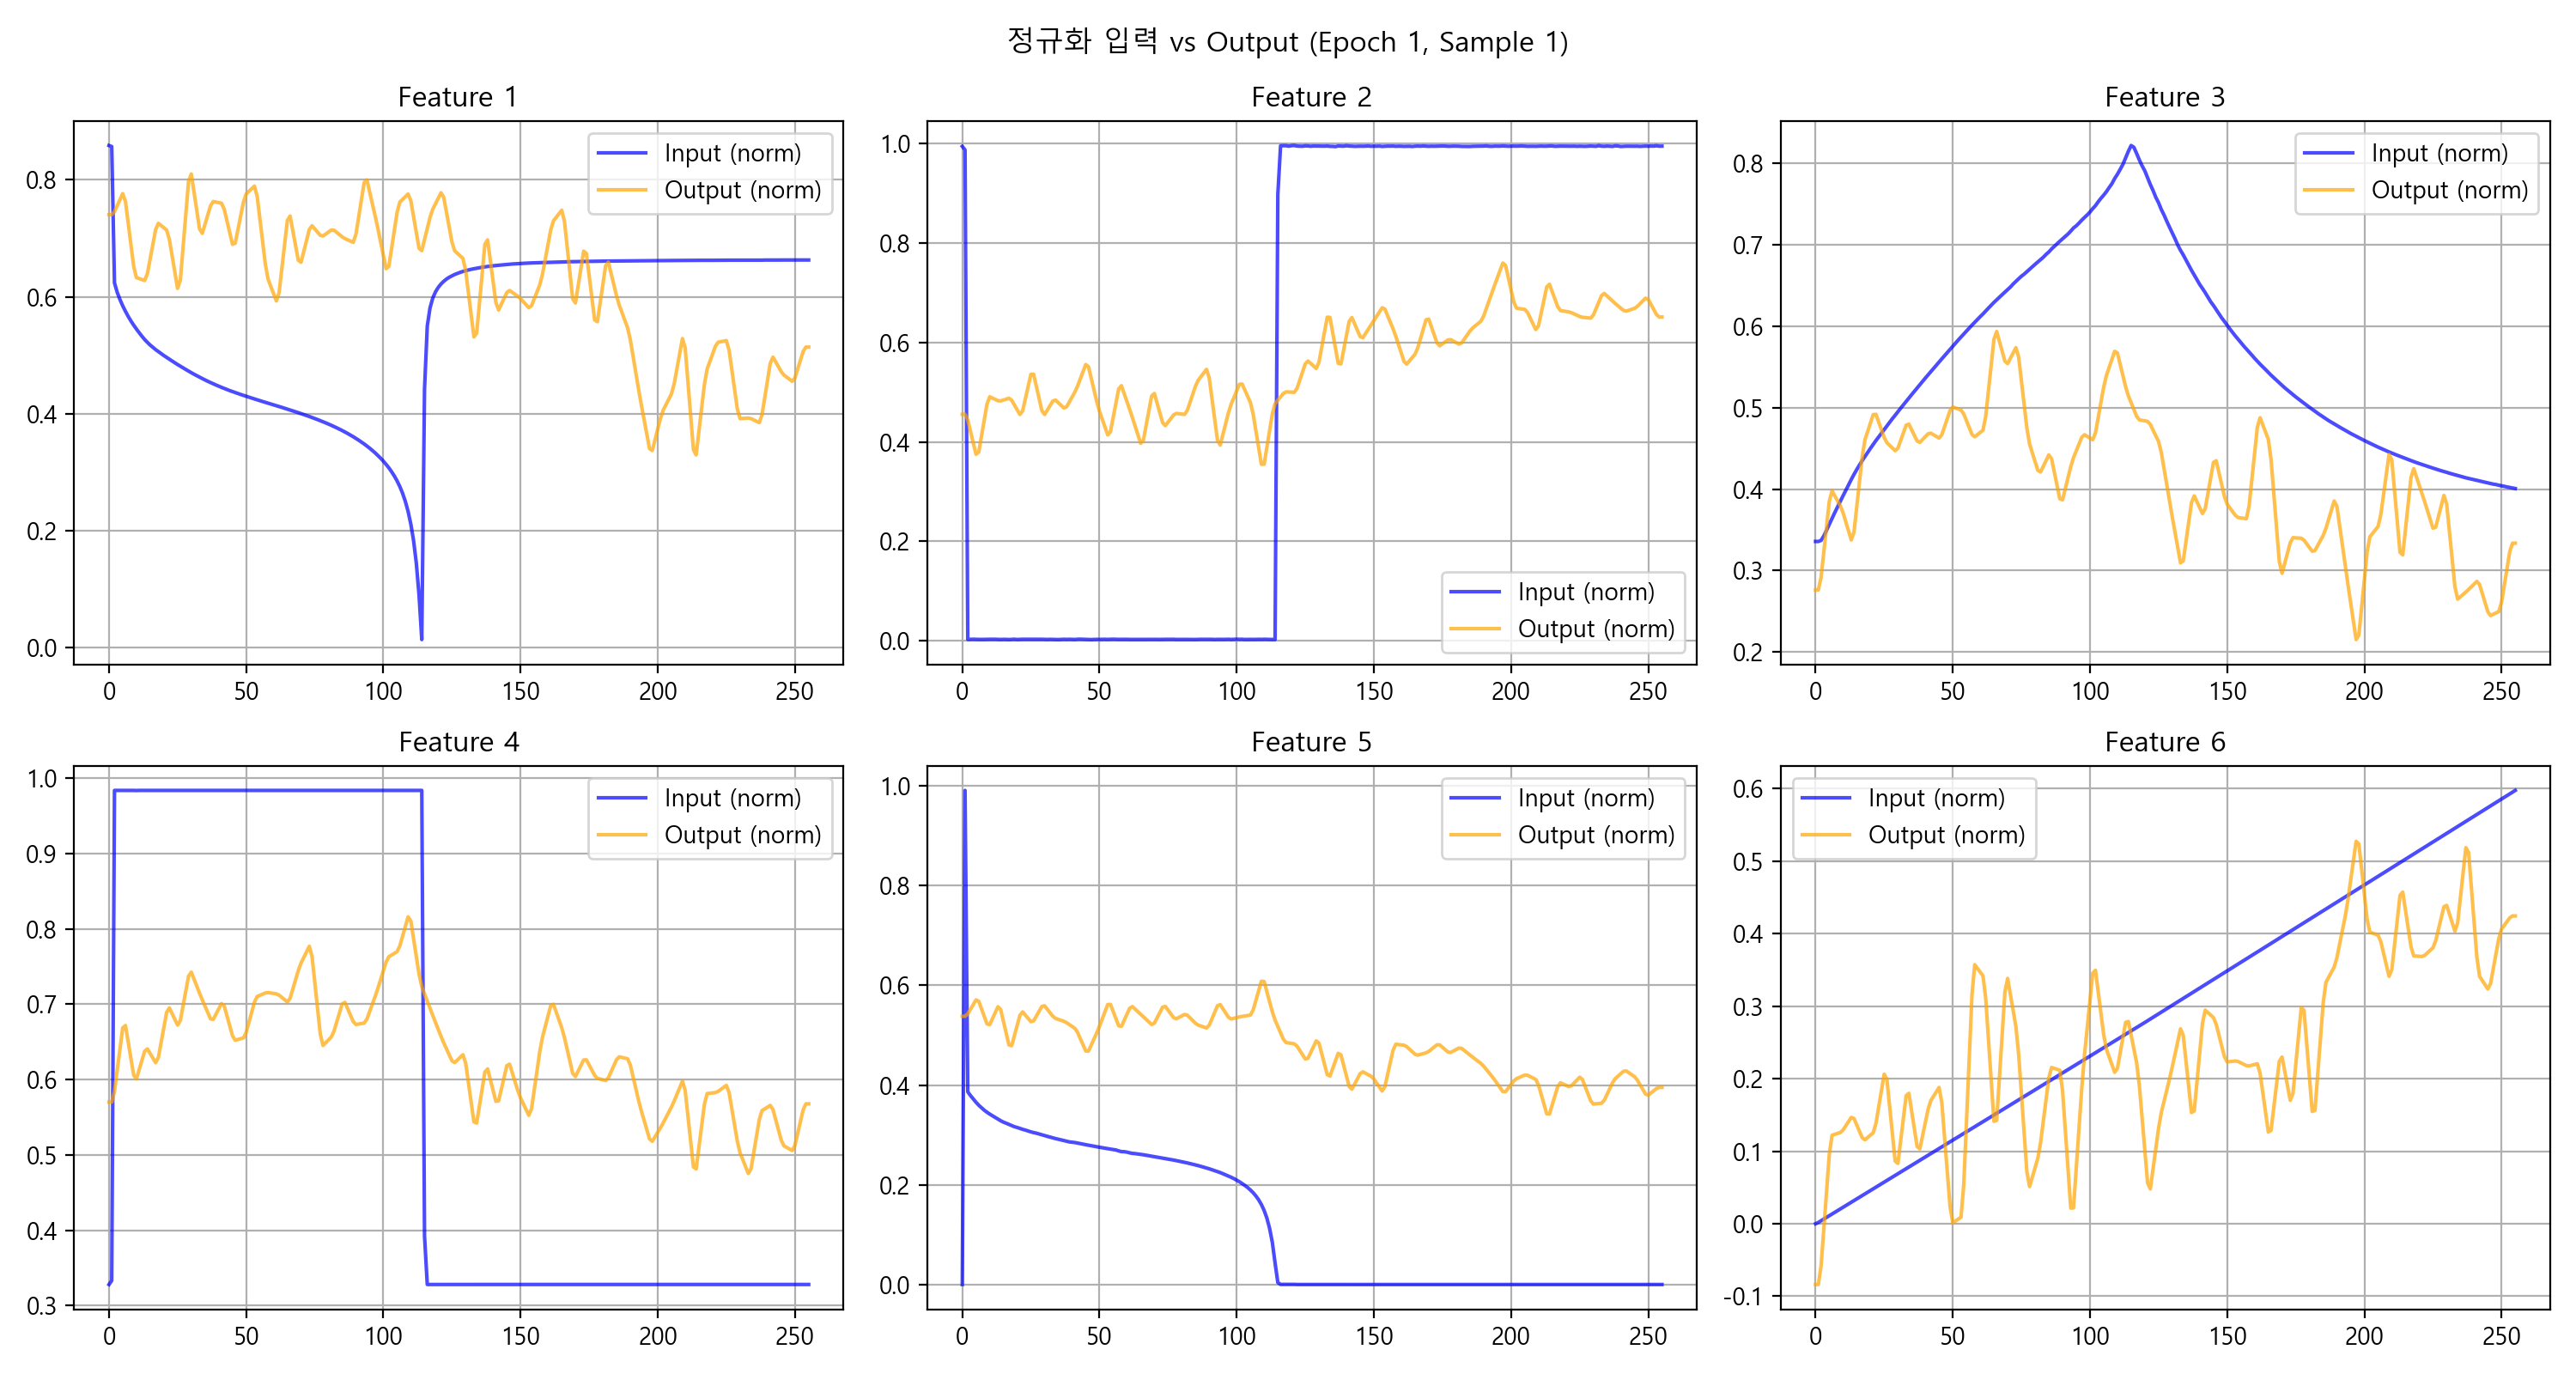 정규화 입력 vs Output (Epoch 1, Sample 1)
Feature 1
Input (norm)
Output (norm)
0.8
0.6
0.4
0.2
0.0
0 50 100 150 200 250
Feature 2
Input (norm)
Output (norm)
1.0
0.8
0.6
0.4
0.2
0.0
0 50 100 150 200 250
Feature 3
Input (norm)
Output (norm)
0.8
0.7
0.6
0.5
0.4
0.3
0.2
0 50 100 150 200 250
Feature 4
Input (norm)
Output (norm)
1.0
0.9
0.8
0.7
0.6
0.5
0.4
0.3
0 50 100 150 200 250
Feature 5
Input (norm)
Output (norm)
1.0
0.8
0.6
0.4
0.2
0.0
0 50 100 150 200 250
Feature 6
Input (norm)
Output (norm)
0.6
0.5
0.4
0.3
0.2
0.1
0.0
-0.1
0 50 100 150 200 250